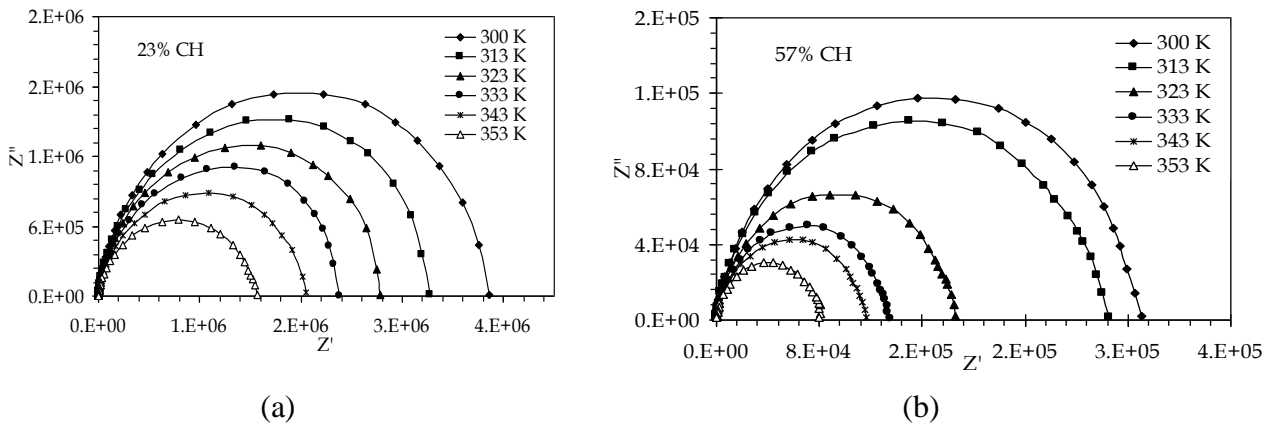 2.E+06
2.E+06
1.E+06
6.E+05
0.E+00
Z"
23% CH
300 K
313 K
323 K
333 K
343 K
353 K
0.E+00 1.E+06 2.E+06 3.E+06 4.E+06
Z'
(a)
2.E+05
1.E+05
8.E+04
4.E+04
0.E+00
Z"
57% CH
300 K
313 K
323 K
333 K
343 K
353 K
0.E+00 8.E+04 2.E+05 2.E+05 3.E+05 4.E+05
Z'
(b)